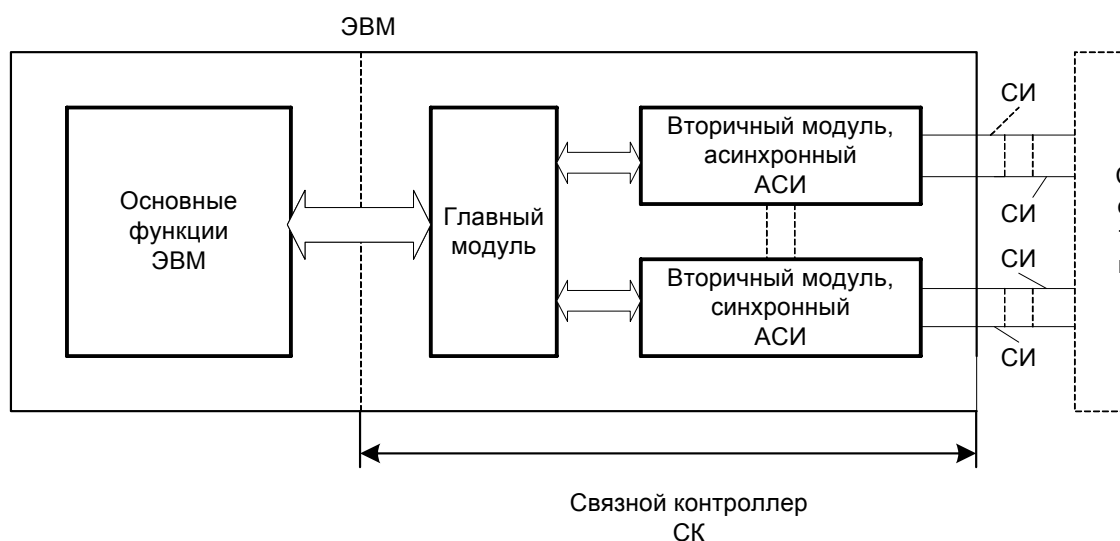 ЭВМ
Основные
функции
ЭВМ
Главный
модуль
Вторичный модуль,
асинхронный
АСИ
Вторичный модуль,
синхронный
АСИ
СИ
СИ
СИ
СИ
Связной контроллер
СК